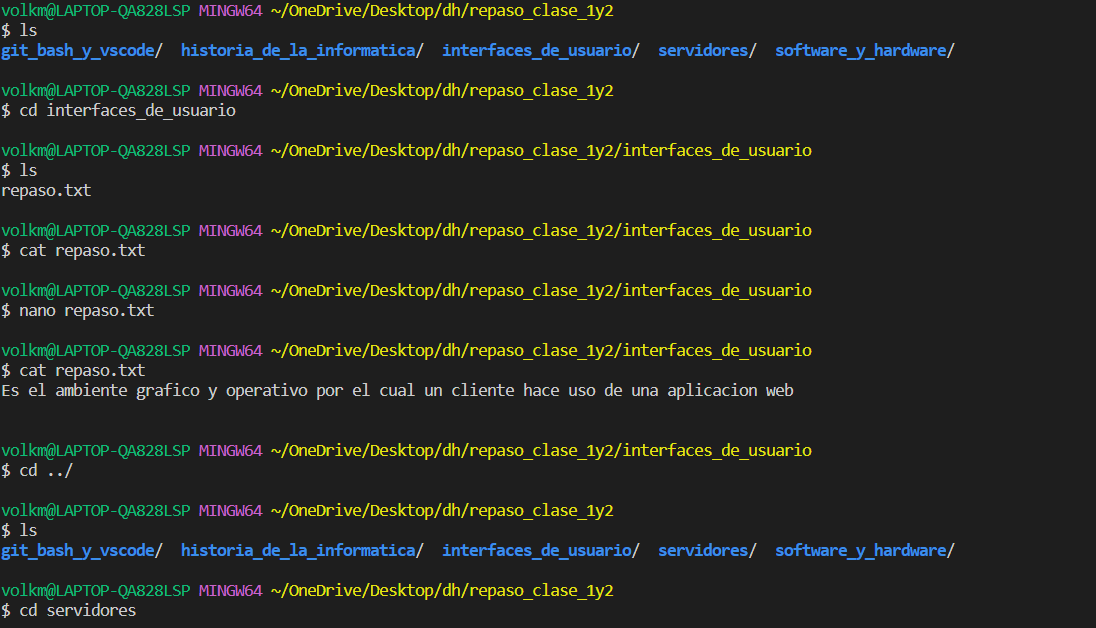 volkm@LAPTOP-QA828LSP MINGW64 ~/OneDrive/Desktop/dh/repaso_clase_1y2
$ ls
git_bash_y_vscode/  historia_de_la_informatica/  interfaces_de_usuario/  servidores/  software_y_hardware/
volkm@LAPTOP-QA828LSP MINGW64 ~/OneDrive/Desktop/dh/repaso_clase_1y2
$ cd interfaces_de_usuario
volkm@LAPTOP-QA828LSP MINGW64 ~/OneDrive/Desktop/dh/repaso_clase_1y2/interfaces_de_usuario
$ ls
repaso.txt
volkm@LAPTOP-QA828LSP MINGW64 ~/OneDrive/Desktop/dh/repaso_clase_1y2/interfaces_de_usuario
$ cat repaso.txt
volkm@LAPTOP-QA828LSP MINGW64 ~/OneDrive/Desktop/dh/repaso_clase_1y2/interfaces_de_usuario
$ nano repaso.txt
volkm@LAPTOP-QA828LSP MINGW64 ~/OneDrive/Desktop/dh/repaso_clase_1y2/interfaces_de_usuario
$ cat repaso.txt
Es el ambiente grafico y operativo por el cual un cliente hace uso de una aplicacion web
volkm@LAPTOP-QA828LSP MINGW64 ~/OneDrive/Desktop/dh/repaso_clase_1y2/interfaces_de_usuario
$ cd ../
volkm@LAPTOP-QA828LSP MINGW64 ~/OneDrive/Desktop/dh/repaso_clase_1y2
$ ls
git_bash_y_vscode/  historia_de_la_informatica/  interfaces_de_usuario/  servidores/  software_y_hardware/
volkm@LAPTOP-QA828LSP MINGW64 ~/OneDrive/Desktop/dh/repaso_clase_1y2
$ cd servidores